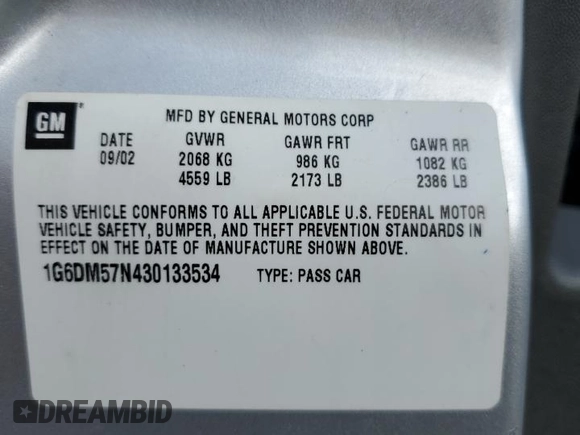 GM
MFD BY GENERAL MOTORS CORP
DATE GVWR GAWR FRT GAWR RR
09/02 2068 KG 986 KG 1082 KG
4559 LB 2173 LB 2386 LB
THIS VEHICLE CONFORMS TO ALL APPLICABLE U.S. FEDERAL MOTOR
VEHICLE SAFETY, BUMPER, AND THEFT PREVENTION STANDARDS IN
EFFECT ON THE DATE OF MANUFACTURE SHOWN ABOVE.
1G6DM57N430133534 TYPE: PASS CAR
DREAMBID